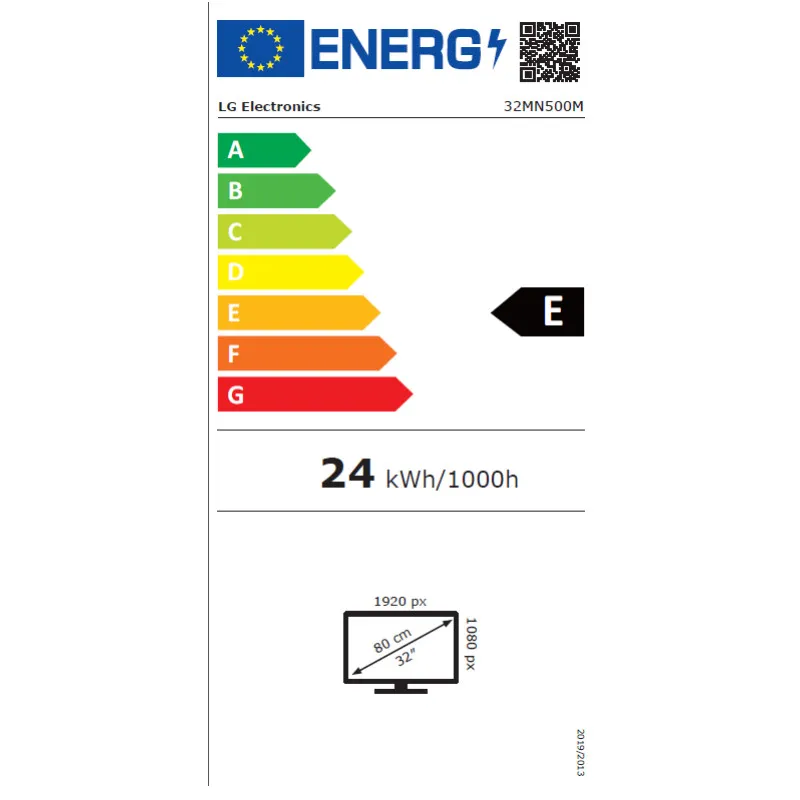 ENERG
LG Electronics 32MN500M
A
B
C
D
E
E
F
G
24 kWh/1000h
1920 px
1080 px
80 cm
32"
2019/2013